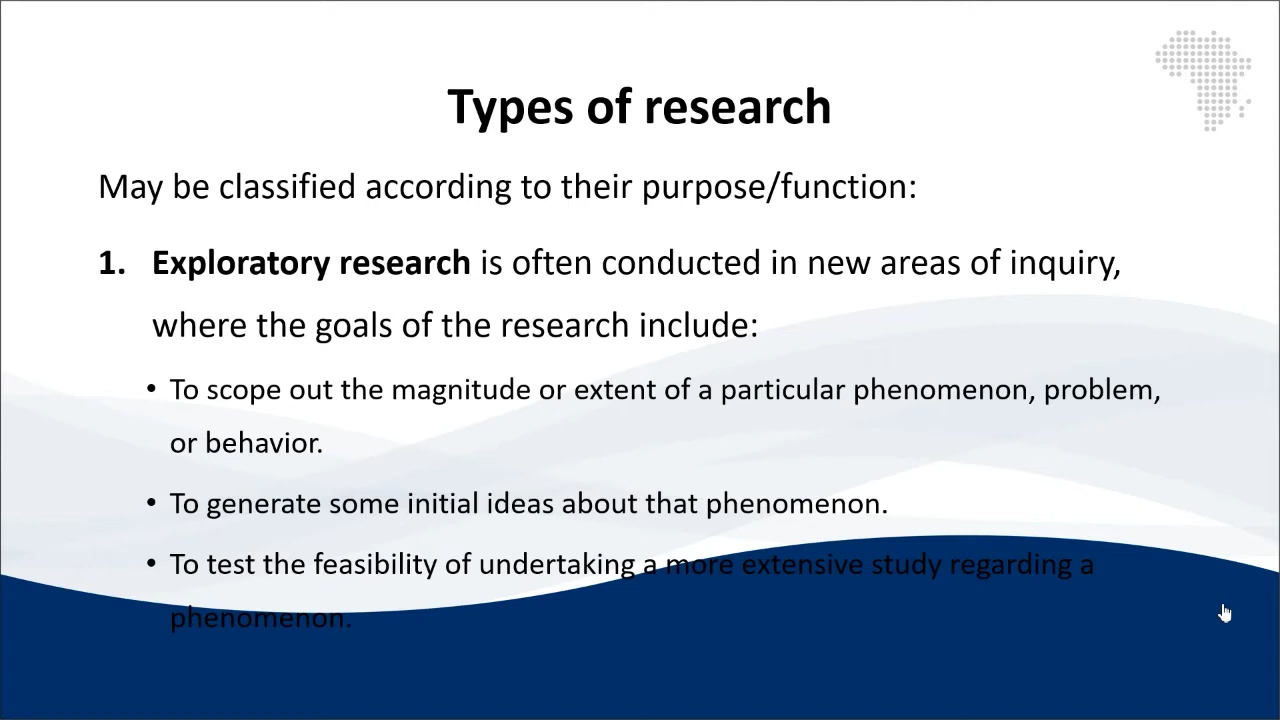 Types of research
May be classified according to their purpose/function:
1. Exploratory research is often conducted in new areas of inquiry,
where the goals of the research include:
• To scope out the magnitude or extent of a particular phenomenon, problem,
or behavior.
• To generate some initial ideas about that phenomenon.
• To test the feasibility of undertaking a more extensive study regarding a
phenomenon.